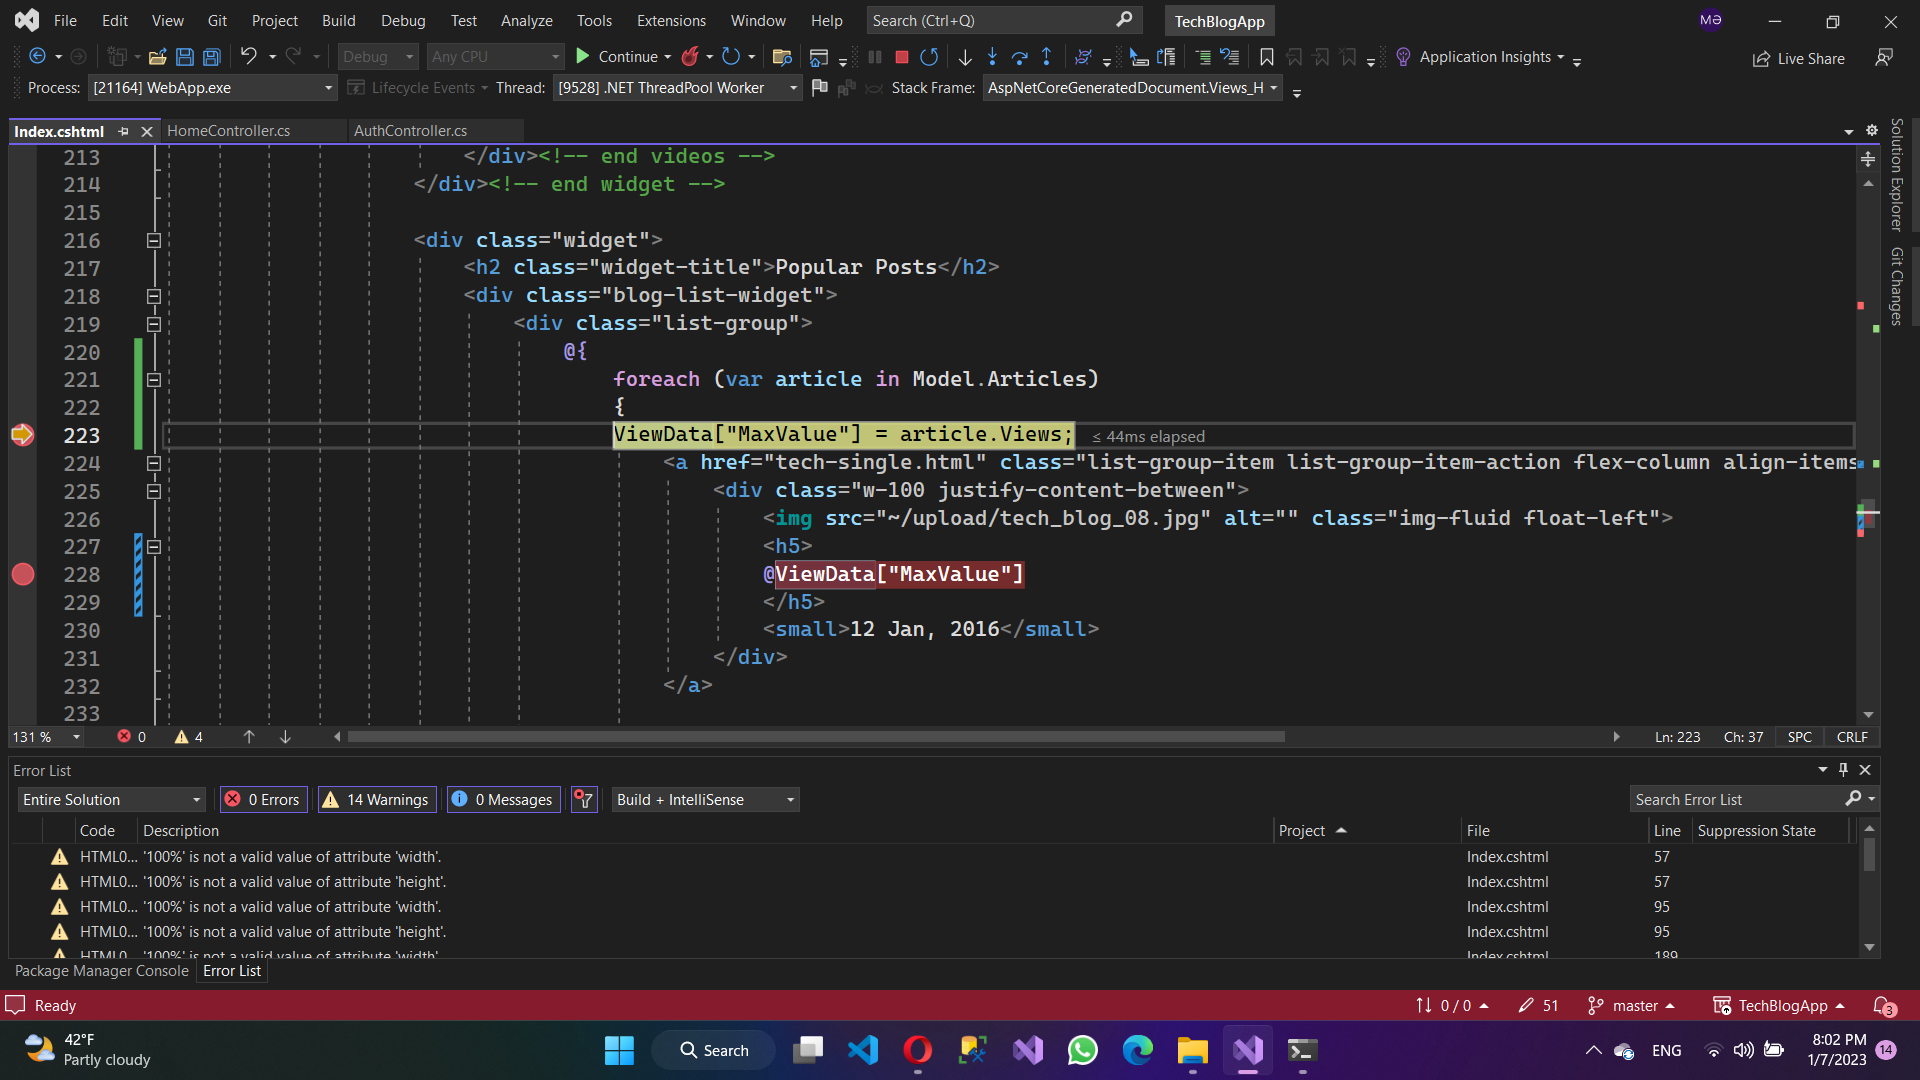 File Edit View Git Project Build Debug Test Analyze Tools Extensions Window Help Search (Ctrl+Q) TechBlogApp MƏ
Debug Any CPU Continue Application Insights Live Share
Process: [21164] WebApp.exe Lifecycle Events Thread: [9528] .NET ThreadPool Worker Stack Frame: AspNetCoreGeneratedDocument.Views_H
Index.cshtml HomeController.cs AuthController.cs
Solution Explorer
Git Changes
213 </div><!-- end videos -->
214 </div><!-- end widget -->
215
216 <div class="widget">
217 <h2 class="widget-title">Popular Posts</h2>
218 <div class="blog-list-widget">
219 <div class="list-group">
220 @{
221 foreach (var article in Model.Articles)
222 {
223 ViewData["MaxValue"] = article.Views; ≤ 44ms elapsed
224 <a href="tech-single.html" class="list-group-item list-group-item-action flex-column align-items
225 <div class="w-100 justify-content-between">
226 <img src="~/upload/tech_blog_08.jpg" alt="" class="img-fluid float-left">
227 <h5>
228 @ViewData["MaxValue"]
229 </h5>
230 <small>12 Jan, 2016</small>
231 </div>
232 </a>
233
131 % 0 4 Ln: 223 Ch: 37 SPC CRLF
Error List
Entire Solution 0 Errors 14 Warnings 0 Messages Build + IntelliSense Search Error List
Code Description Project File Line Suppression State
HTML0... '100%' is not a valid value of attribute 'width'. Index.cshtml 57
HTML0... '100%' is not a valid value of attribute 'height'. Index.cshtml 57
HTML0... '100%' is not a valid value of attribute 'width'. Index.cshtml 95
HTML0... '100%' is not a valid value of attribute 'height'. Index.cshtml 95
HTML0... '100%' is not a valid value of attribute 'width'. Index.cshtml 189
Package Manager Console Error List
Ready 0 / 0 51 master TechBlogApp 3
42°F
Partly cloudy
Search
ENG
8:02 PM
1/7/2023
14